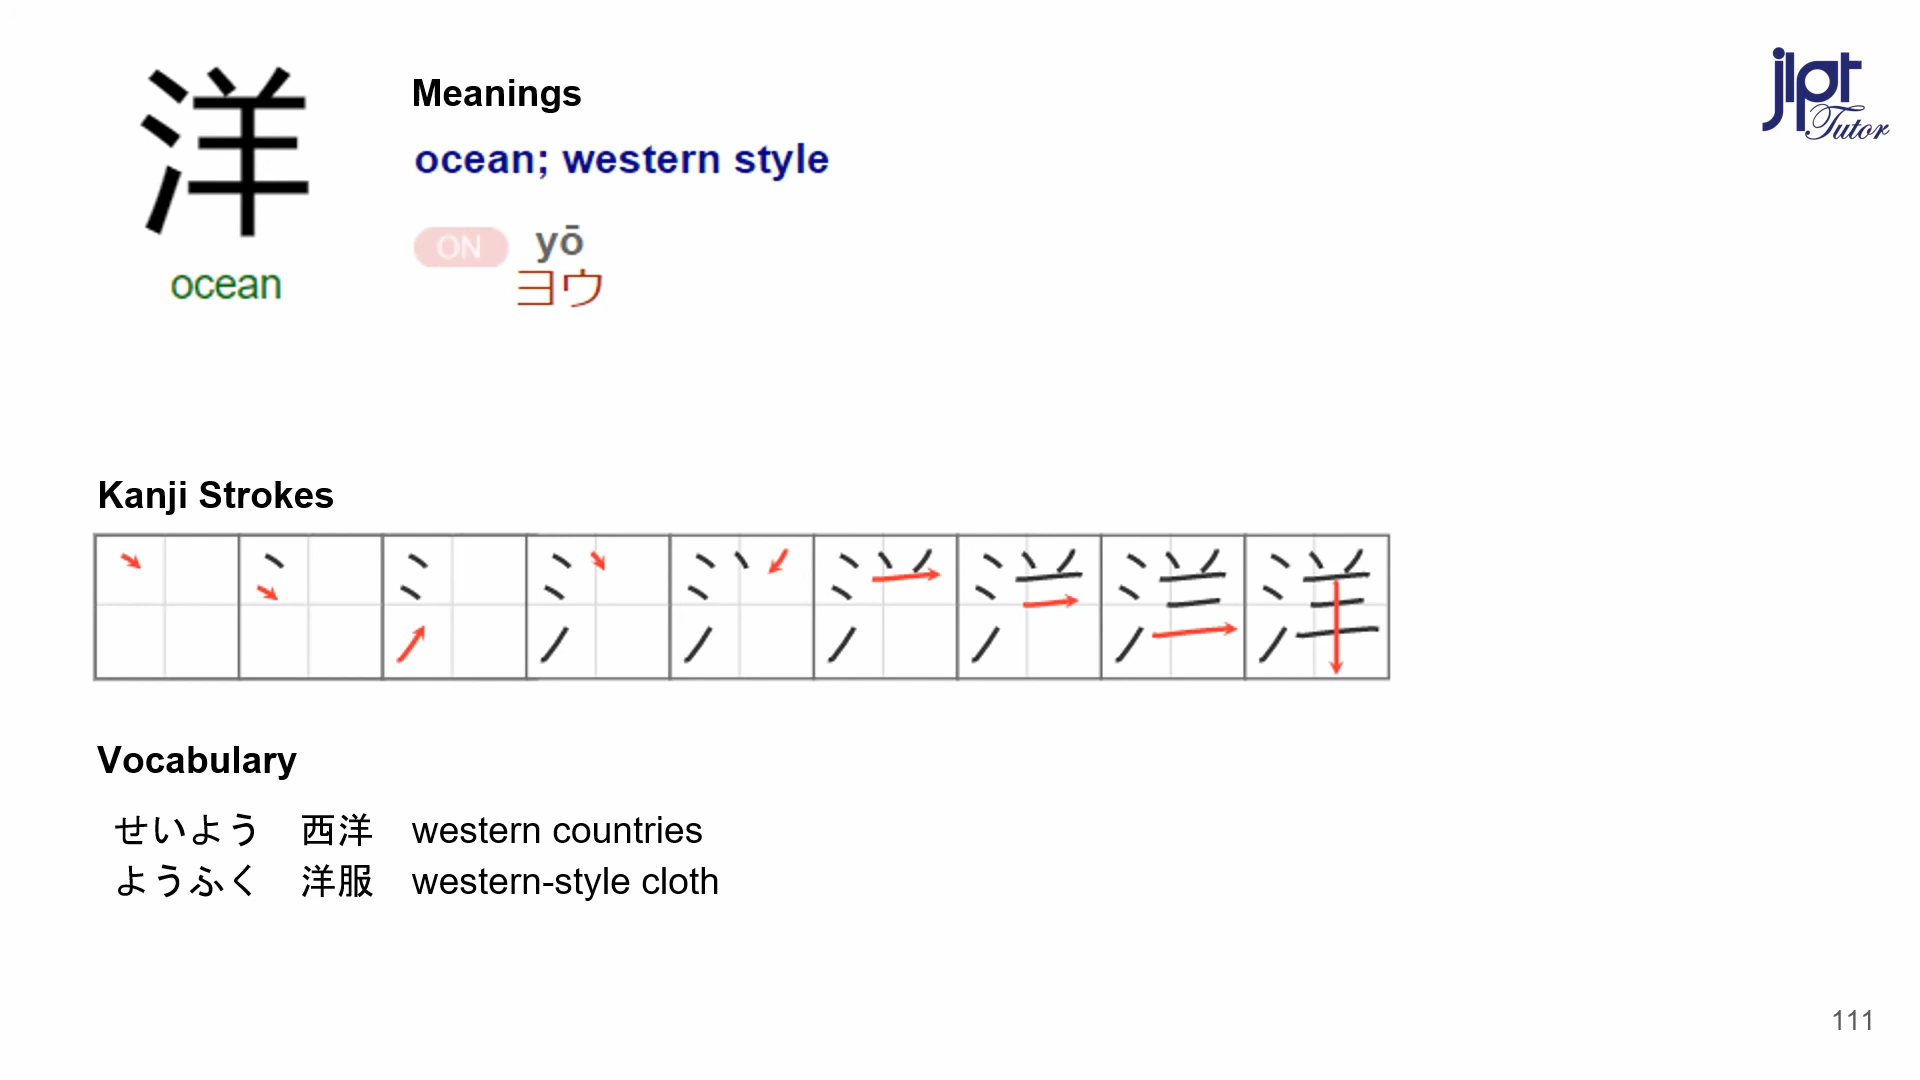 洋
ocean
Meanings
ocean; western style
ON yō
ヨウ
jlpt
Tutor
Kanji Strokes
Vocabulary
せいよう 西洋 western countries
ようふく 洋服 western-style cloth
111